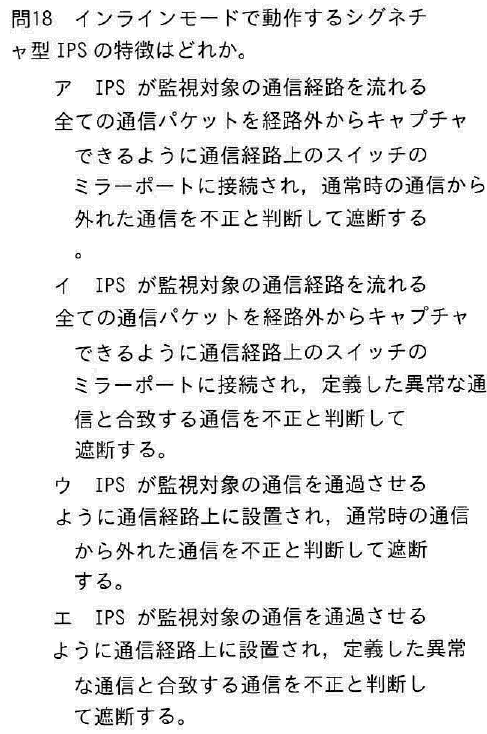 問18　インラインモードで動作するシグネチ
ャ型 IPS の特徴はどれか。
ア　IPS が監視対象の通信経路を流れる
全ての通信パケットを経路外からキャプチャ
できるように通信経路上のスイッチの
ミラーポートに接続され，通常時の通信から
外れた通信を不正と判断して遮断する
。
イ　IPS が監視対象の通信経路を流れる
全ての通信パケットを経路外からキャプチャ
できるように通信経路上のスイッチの
ミラーポートに接続され，定義した異常な通
信と合致する通信を不正と判断して
遮断する。
ウ　IPS が監視対象の通信を通過させる
ように通信経路上に設置され，通常時の通信
から外れた通信を不正と判断して遮断
する。
エ　IPS が監視対象の通信を通過させる
ように通信経路上に設置され，定義した異常
な通信と合致する通信を不正と判断し
て遮断する。